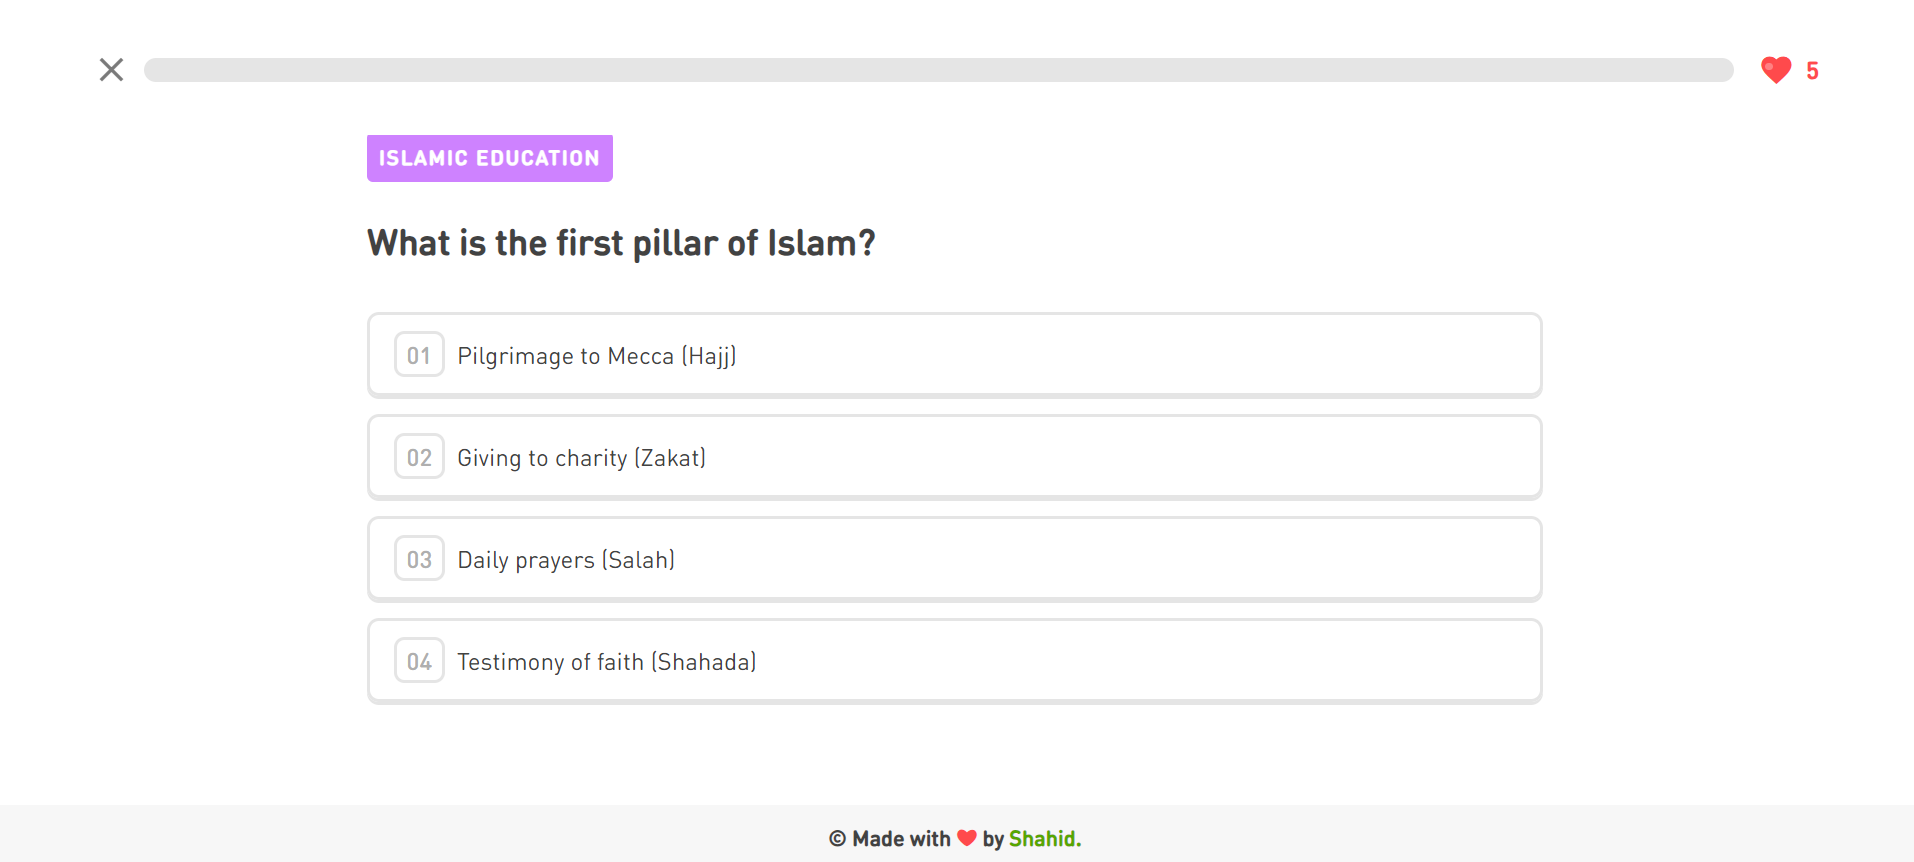 5
ISLAMIC EDUCATION
What is the first pillar of Islam?
01 Pilgrimage to Mecca (Hajj)
02 Giving to charity (Zakat)
03 Daily prayers (Salah)
04 Testimony of faith (Shahada)
© Made with ❤ by Shahid.